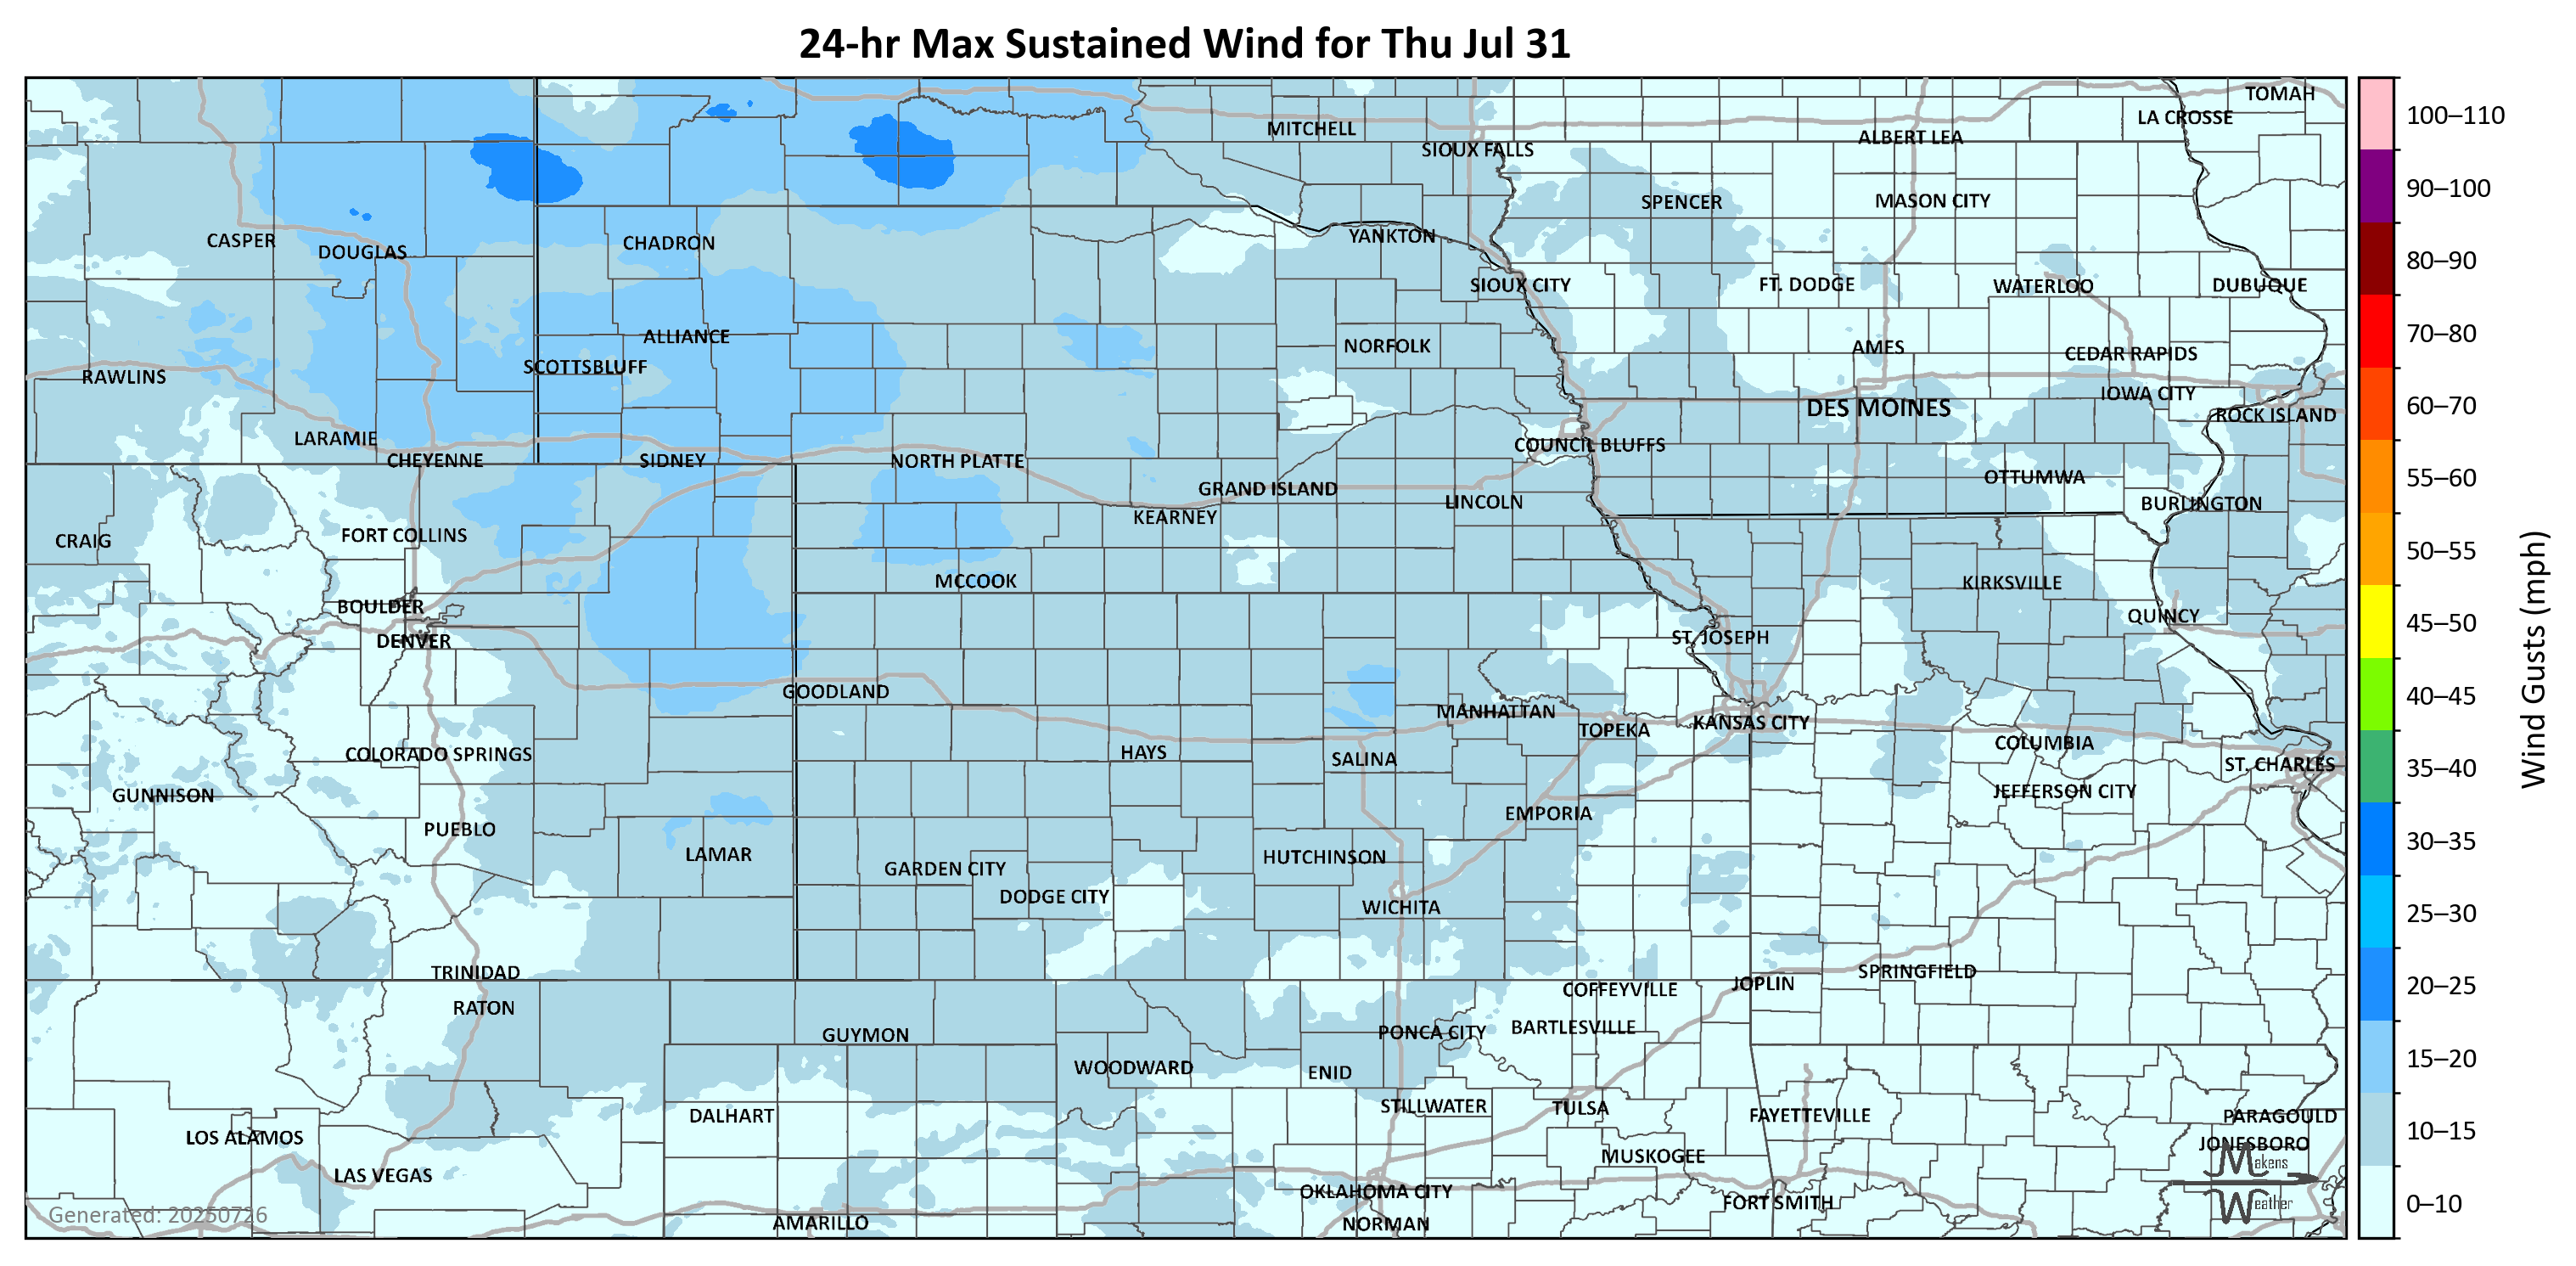 24-hr Max Sustained Wind for Thu Jul 31
TOMAH
LA CROSSE
MITCHELL
ALBERT LEA
SIOUX FALLS
SPENCER
MASON CITY
CASPER
DOUGLAS
CHADRON
YANKTON
SIOUX CITY
FT. DODGE
WATERLOO
DUBUQUE
ALLIANCE
NORFOLK
AMES
CEDAR RAPIDS
SCOTTSBLUFF
RAWLINS
IOWA CITY
DES MOINES
ROCK ISLAND
LARAMIE
COUNCIL BLUFFS
CHEYENNE
SIDNEY
NORTH PLATTE
OTTUMWA
GRAND ISLAND
LINCOLN
BURLINGTON
KEARNEY
FORT COLLINS
CRAIG
MCCOOK
KIRKSVILLE
BOULDER
QUINCY
DENVER
ST. JOSEPH
GOODLAND
MANHATTAN
KANSAS CITY
TOPEKA
COLUMBIA
COLORADO SPRINGS
HAYS
SALINA
ST. CHARLES
GUNNISON
JEFFERSON CITY
EMPORIA
PUEBLO
LAMAR
HUTCHINSON
GARDEN CITY
DODGE CITY
WICHITA
TRINIDAD
SPRINGFIELD
JOPLIN
COFFEYVILLE
RATON
BARTLESVILLE
GUYMON
PONCA CITY
WOODWARD
ENID
STILLWATER
TULSA
DALHART
FAYETTEVILLE
PARAGOULD
LOS ALAMOS
JONESBORO
MUSKOGEE
LAS VEGAS
OKLAHOMA CITY
FORT SMITH
AMARILLO
NORMAN
Makens
Weather
Generated: 20250726
100–110
90–100
80–90
70–80
60–70
55–60
50–55
45–50
40–45
35–40
30–35
25–30
20–25
15–20
10–15
0–10
Wind Gusts (mph)